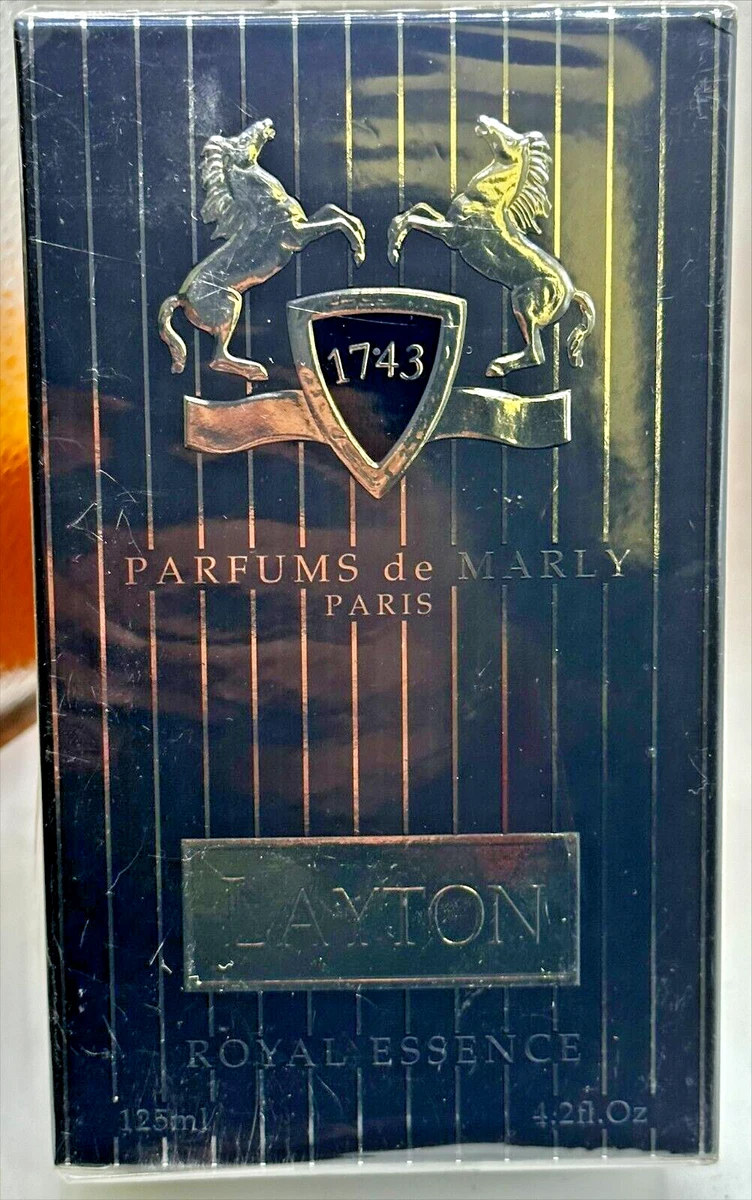 1743
PARFUMS de MARLY
PARIS
LAYTON
ROYAL ESSENCE
125ml 4.2fl.Oz